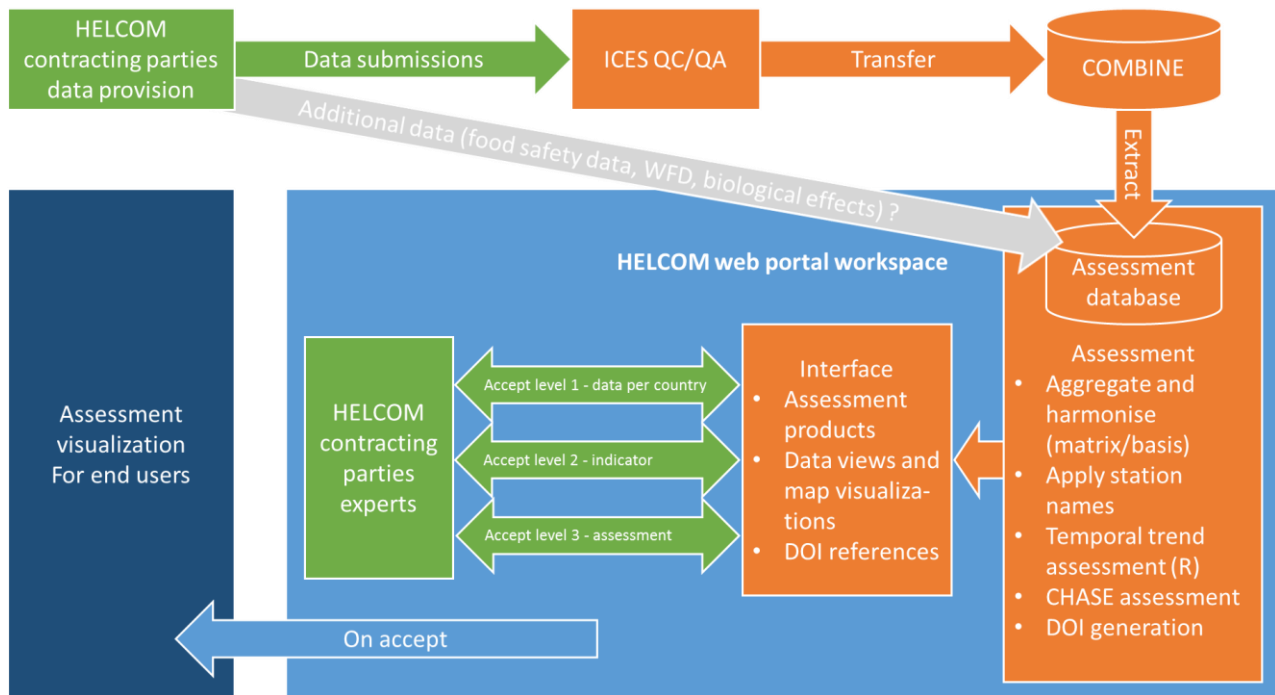 HELCOM
contracting parties
data provision
Data submissions
ICES QC/QA
Transfer
COMBINE
Additional data (food safety data, WFD, biological effects) ?
Extract
HELCOM web portal workspace
Assessment
database
Assessment
• Aggregate and
harmonise
(matrix/basis)
• Apply station
names
• Temporal trend
assessment (R)
• CHASE assessment
• DOI generation
Interface
• Assessment
products
• Data views and
map visualiza-
tions
• DOI references
Accept level 1 - data per country
Accept level 2 - indicator
Accept level 3 - assessment
HELCOM
contracting
parties
experts
On accept
Assessment
visualization
For end users